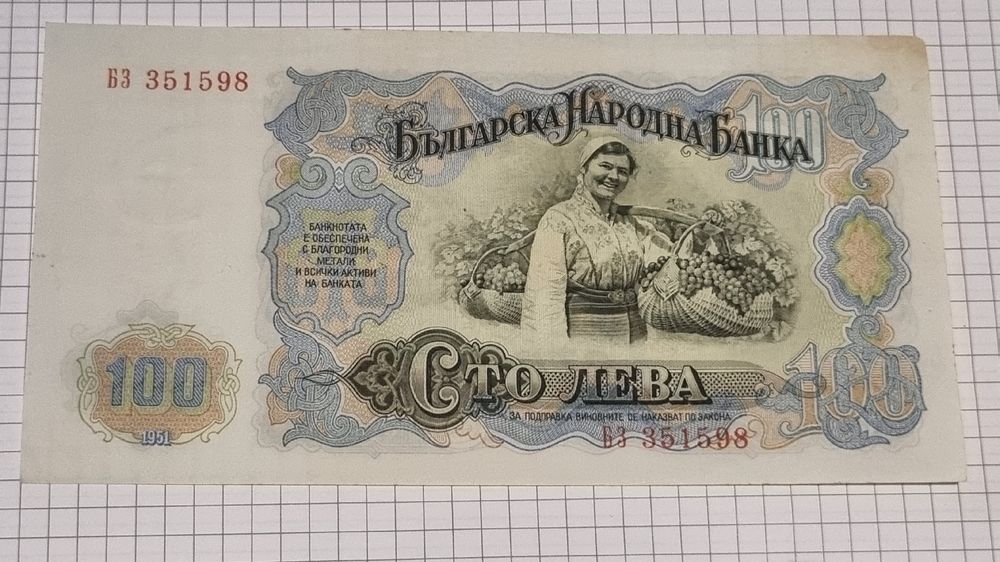 БЗ 351598
БЪЛГАРСКА НАРОДНА БАНКА
100
БАНКНОТАТА
Е ОБЕСПЕЧЕНА
С БЛАГОРОДНИ
МЕТАЛИ
И ВСИЧКИ АКТИВИ
НА БАНКАТА
100
1951
СТО ЛЕВА
100
ЗА ПОДПРАВКА ВИНОВНИТЕ СЕ НАКАЗВАТ ПО ЗАКОНА
БЗ 351598